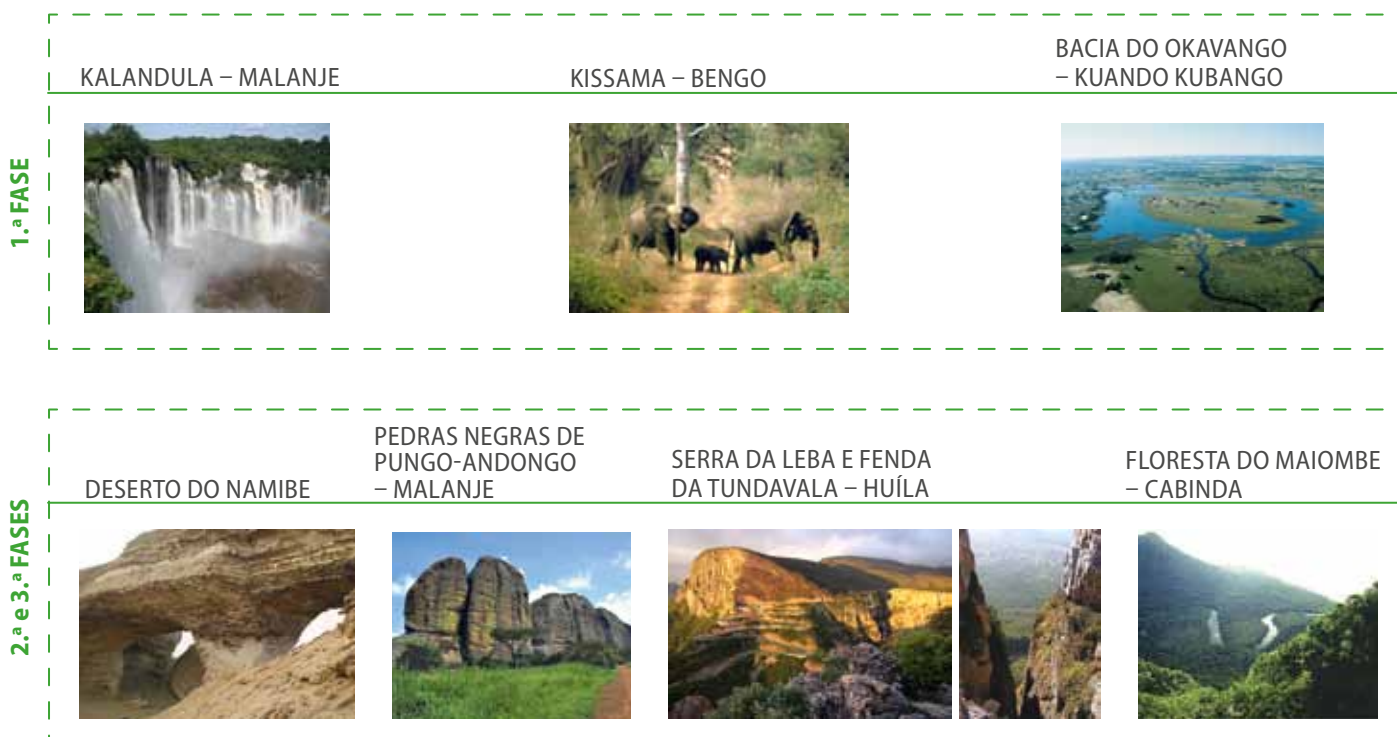 1.ª FASE
KALANDULA – MALANJE
KISSAMA – BENGO
BACIA DO OKAVANGO
– KUANDO KUBANGO
2.ª e 3.ª FASES
DESERTO DO NAMIBE
PEDRAS NEGRAS DE
PUNGO-ANDONGO
– MALANJE
SERRA DA LEBA E FENDA
DA TUNDAVALA – HUÍLA
FLORESTA DO MAIOMBE
– CABINDA